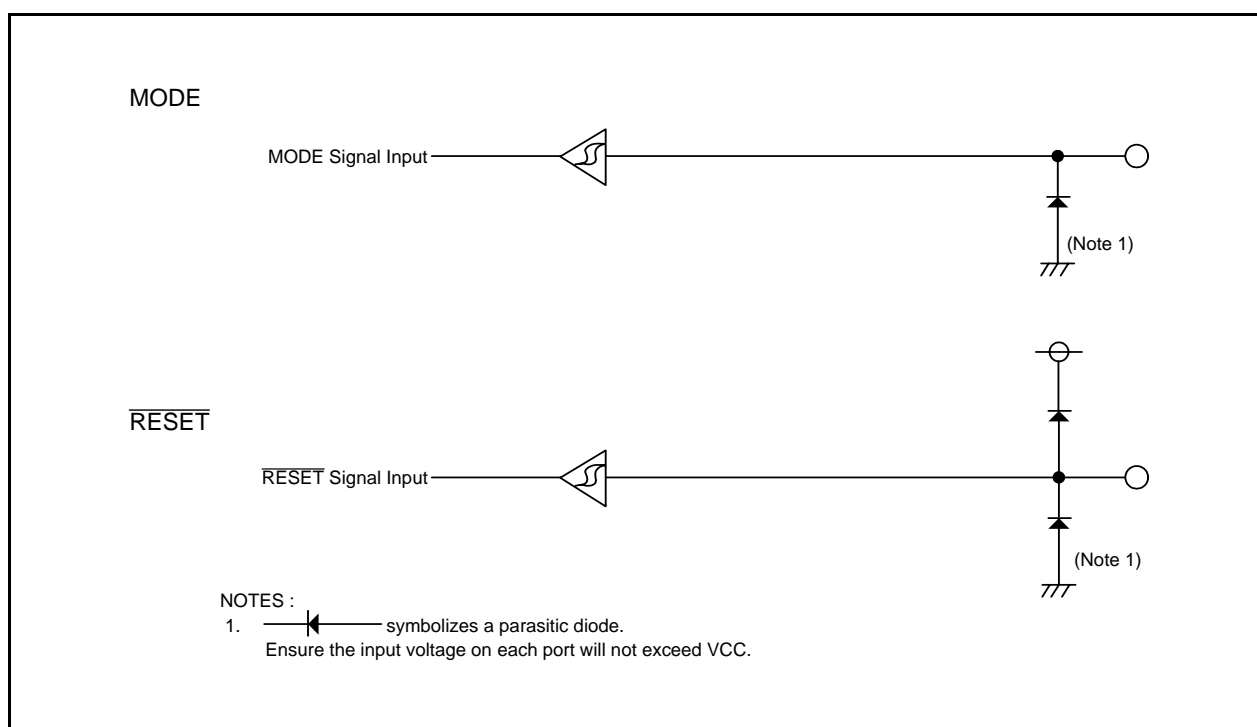 MODE
MODE Signal Input
(Note 1)
RESET
RESET Signal Input
(Note 1)
NOTES :
1. symbolizes a parasitic diode.
Ensure the input voltage on each port will not exceed VCC.